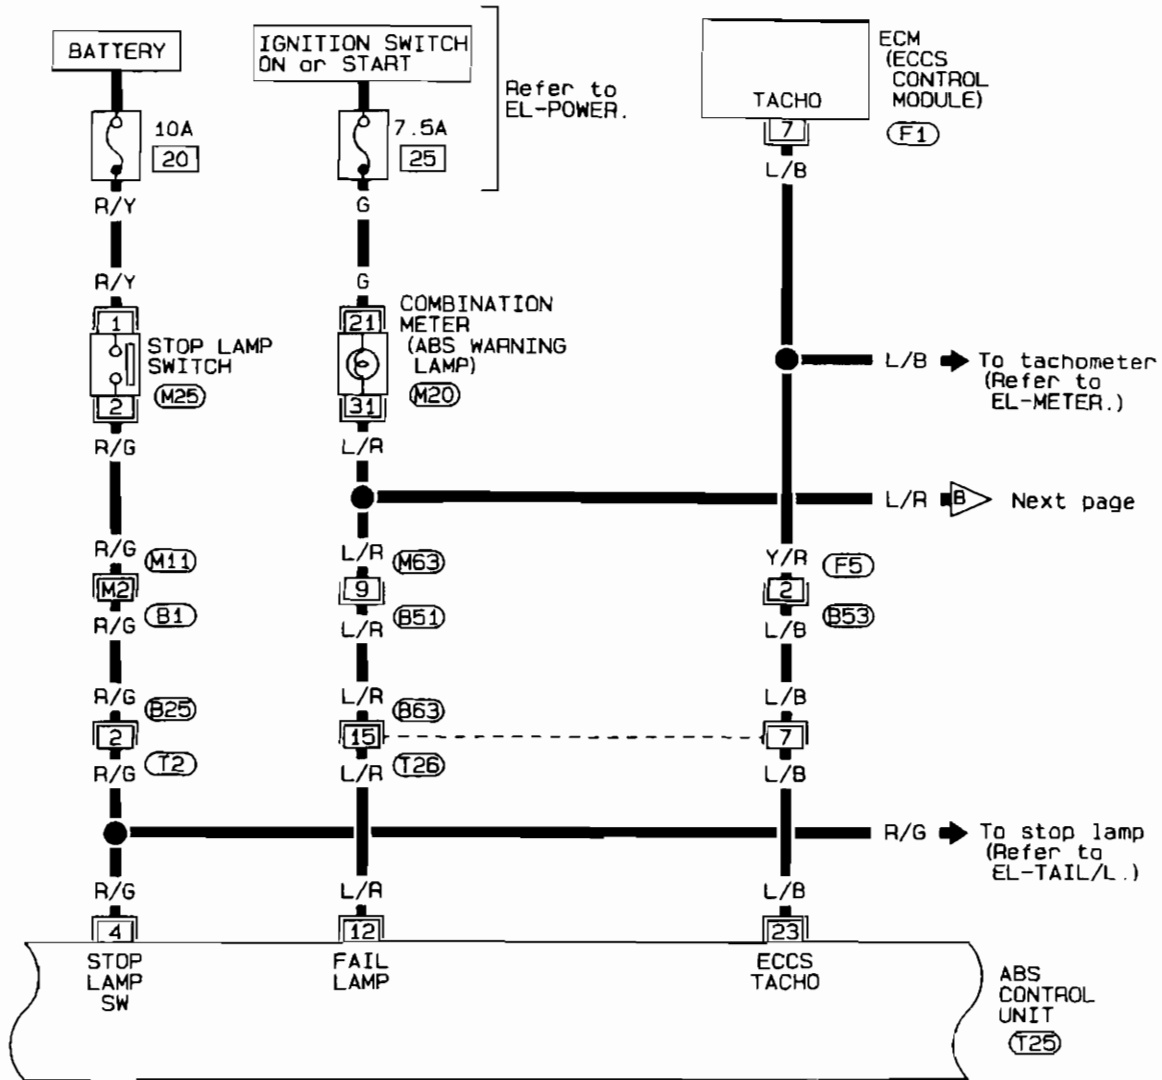 BATTERY
10A
20
R/Y
R/Y
1
STOP LAMP
SWITCH
M25
2
R/G
R/G
M11
M2
B1
R/G
R/G
B25
2
T2
R/G
R/G
4
STOP
LAMP
SW
IGNITION SWITCH
ON or START
Refer to
EL-POWER.
7.5A
25
G
G
21
COMBINATION
METER
(ABS WARNING
LAMP)
M20
31
L/R
L/R
B
Next page
L/R
M63
9
B51
L/R
L/R
B63
15
T26
L/R
L/R
12
FAIL
LAMP
TACHO
ECM
(ECCS
CONTROL
MODULE)
7
F1
L/B
L/B
To tachometer
(Refer to
EL-METER.)
Y/R
F5
2
B53
L/B
L/B
7
L/B
R/G
To stop lamp
(Refer to
EL-TAIL/L.)
L/B
23
ECCS
TACHO
ABS
CONTROL
UNIT
T25